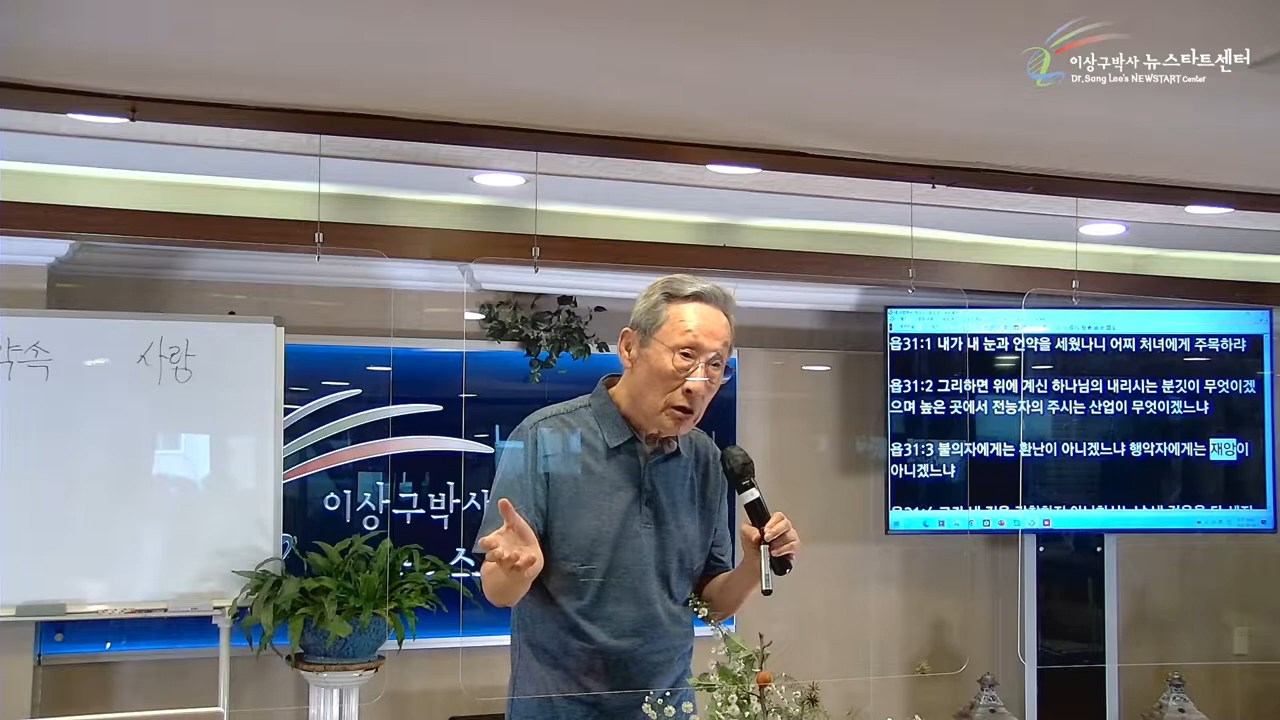 이상구박사 뉴스타트센터
Dr. Sang Lee's NEWSTART Center
약속 사랑
이상구박사
욥31:1 내가 내 눈과 언약을 세웠나니 어찌 처녀에게 주목하랴
욥31:2 그리하면 위에 계신 하나님의 내리시는 분깃이 무엇이겠
으며 높은 곳에서 전능자의 주시는 산업이 무엇이겠느냐
욥31:3 불의자에게는 환난이 아니겠느냐 행악자에게는 재앙이
아니겠느냐